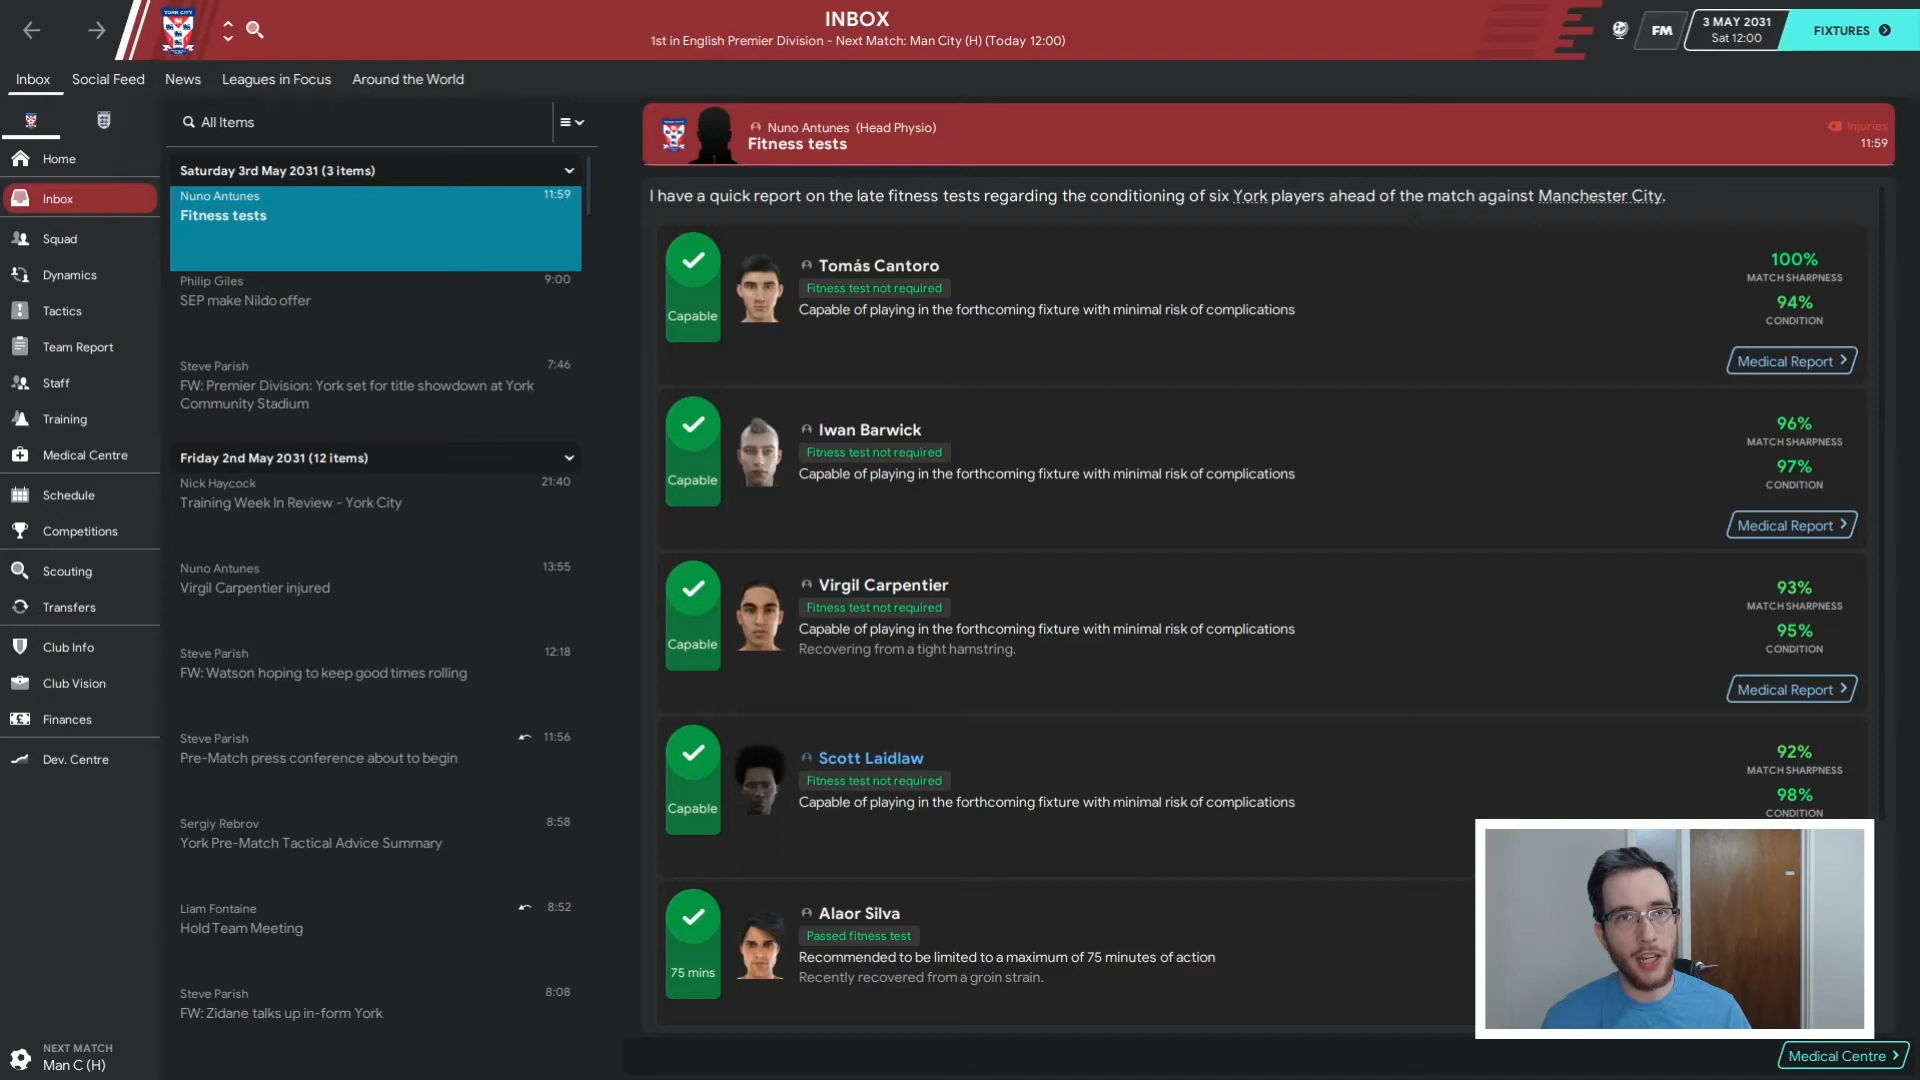 INBOX
1st in English Premier Division - Next Match: Man City (H) (Today 12:00)
FM
3 MAY 2031
Sat 12:00
FIXTURES
Inbox
Social Feed
News
Leagues in Focus
Around the World
Home
Inbox
Squad
Dynamics
Tactics
Team Report
Staff
Training
Medical Centre
Schedule
Competitions
Scouting
Transfers
Club Info
Club Vision
Finances
Dev. Centre
NEXT MATCH
Man C (H)
All Items
Saturday 3rd May 2031 (3 items)
Nuno Antunes 11:59
Fitness tests
Philip Giles 9:00
SEP make Nildo offer
Steve Parish 7:46
FW: Premier Division: York set for title showdown at York
Community Stadium
Friday 2nd May 2031 (12 items)
Nick Haycock 21:40
Training Week In Review - York City
Nuno Antunes 13:55
Virgil Carpentier injured
Steve Parish 12:18
FW: Watson hoping to keep good times rolling
Steve Parish 11:56
Pre-Match press conference about to begin
Sergiy Rebrov 8:58
York Pre-Match Tactical Advice Summary
Liam Fontaine 8:52
Hold Team Meeting
Steve Parish 8:08
FW: Zidane talks up in-form York
Nuno Antunes (Head Physio)
Fitness tests
Injuries
11:59
I have a quick report on the late fitness tests regarding the conditioning of six York players ahead of the match against Manchester City.
Capable
Tomás Cantoro
Fitness test not required
Capable of playing in the forthcoming fixture with minimal risk of complications
100%
MATCH SHARPNESS
94%
CONDITION
Medical Report
Capable
Iwan Barwick
Fitness test not required
Capable of playing in the forthcoming fixture with minimal risk of complications
96%
MATCH SHARPNESS
97%
CONDITION
Medical Report
Capable
Virgil Carpentier
Fitness test not required
Capable of playing in the forthcoming fixture with minimal risk of complications
Recovering from a tight hamstring.
93%
MATCH SHARPNESS
95%
CONDITION
Medical Report
Capable
Scott Laidlaw
Fitness test not required
Capable of playing in the forthcoming fixture with minimal risk of complications
92%
MATCH SHARPNESS
98%
CONDITION
75 mins
Alaor Silva
Passed fitness test
Recommended to be limited to a maximum of 75 minutes of action
Recently recovered from a groin strain.
Medical Centre